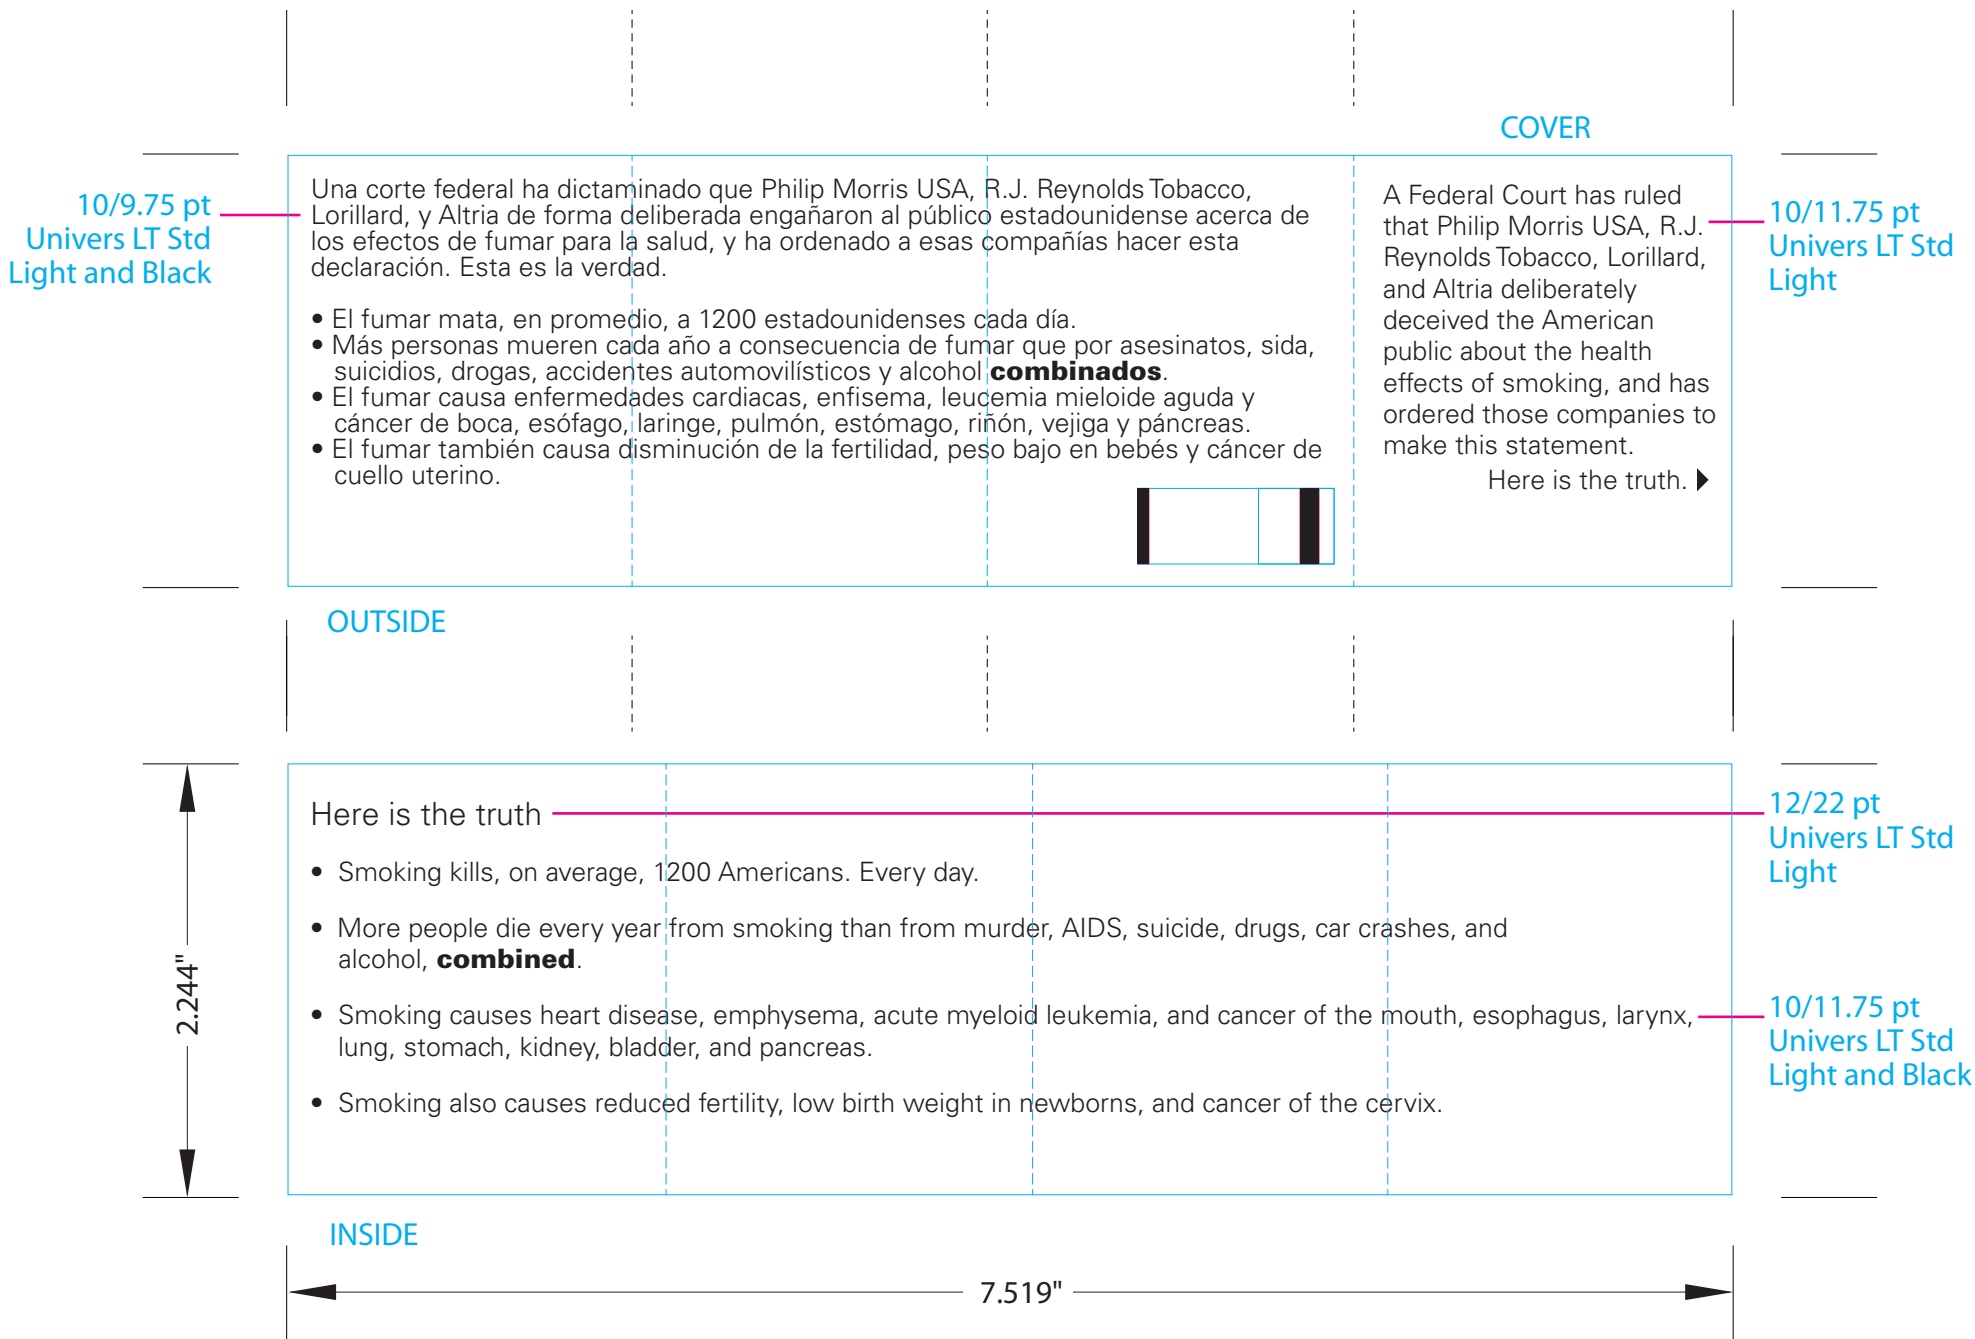 COVER
10/9.75 pt
Univers LT Std
Light and Black
Una corte federal ha dictaminado que Philip Morris USA, R.J. Reynolds Tobacco,
Lorillard, y Altria de forma deliberada engañaron al público estadounidense acerca de
los efectos de fumar para la salud, y ha ordenado a esas compañías hacer esta
declaración. Esta es la verdad.
• El fumar mata, en promedio, a 1200 estadounidenses cada día.
• Más personas mueren cada año a consecuencia de fumar que por asesinatos, sida,
suicidios, drogas, accidentes automovilísticos y alcohol combinados.
• El fumar causa enfermedades cardiacas, enfisema, leucemia mieloide aguda y
cáncer de boca, esófago, laringe, pulmón, estómago, riñón, vejiga y páncreas.
• El fumar también causa disminución de la fertilidad, peso bajo en bebés y cáncer de
cuello uterino.
A Federal Court has ruled
that Philip Morris USA, R.J.
Reynolds Tobacco, Lorillard,
and Altria deliberately
deceived the American
public about the health
effects of smoking, and has
ordered those companies to
make this statement.
Here is the truth.
10/11.75 pt
Univers LT Std
Light
OUTSIDE
Here is the truth
• Smoking kills, on average, 1200 Americans. Every day.
• More people die every year from smoking than from murder, AIDS, suicide, drugs, car crashes, and
alcohol, combined.
• Smoking causes heart disease, emphysema, acute myeloid leukemia, and cancer of the mouth, esophagus, larynx,
lung, stomach, kidney, bladder, and pancreas.
• Smoking also causes reduced fertility, low birth weight in newborns, and cancer of the cervix.
12/22 pt
Univers LT Std
Light
10/11.75 pt
Univers LT Std
Light and Black
2.244"
INSIDE
7.519"